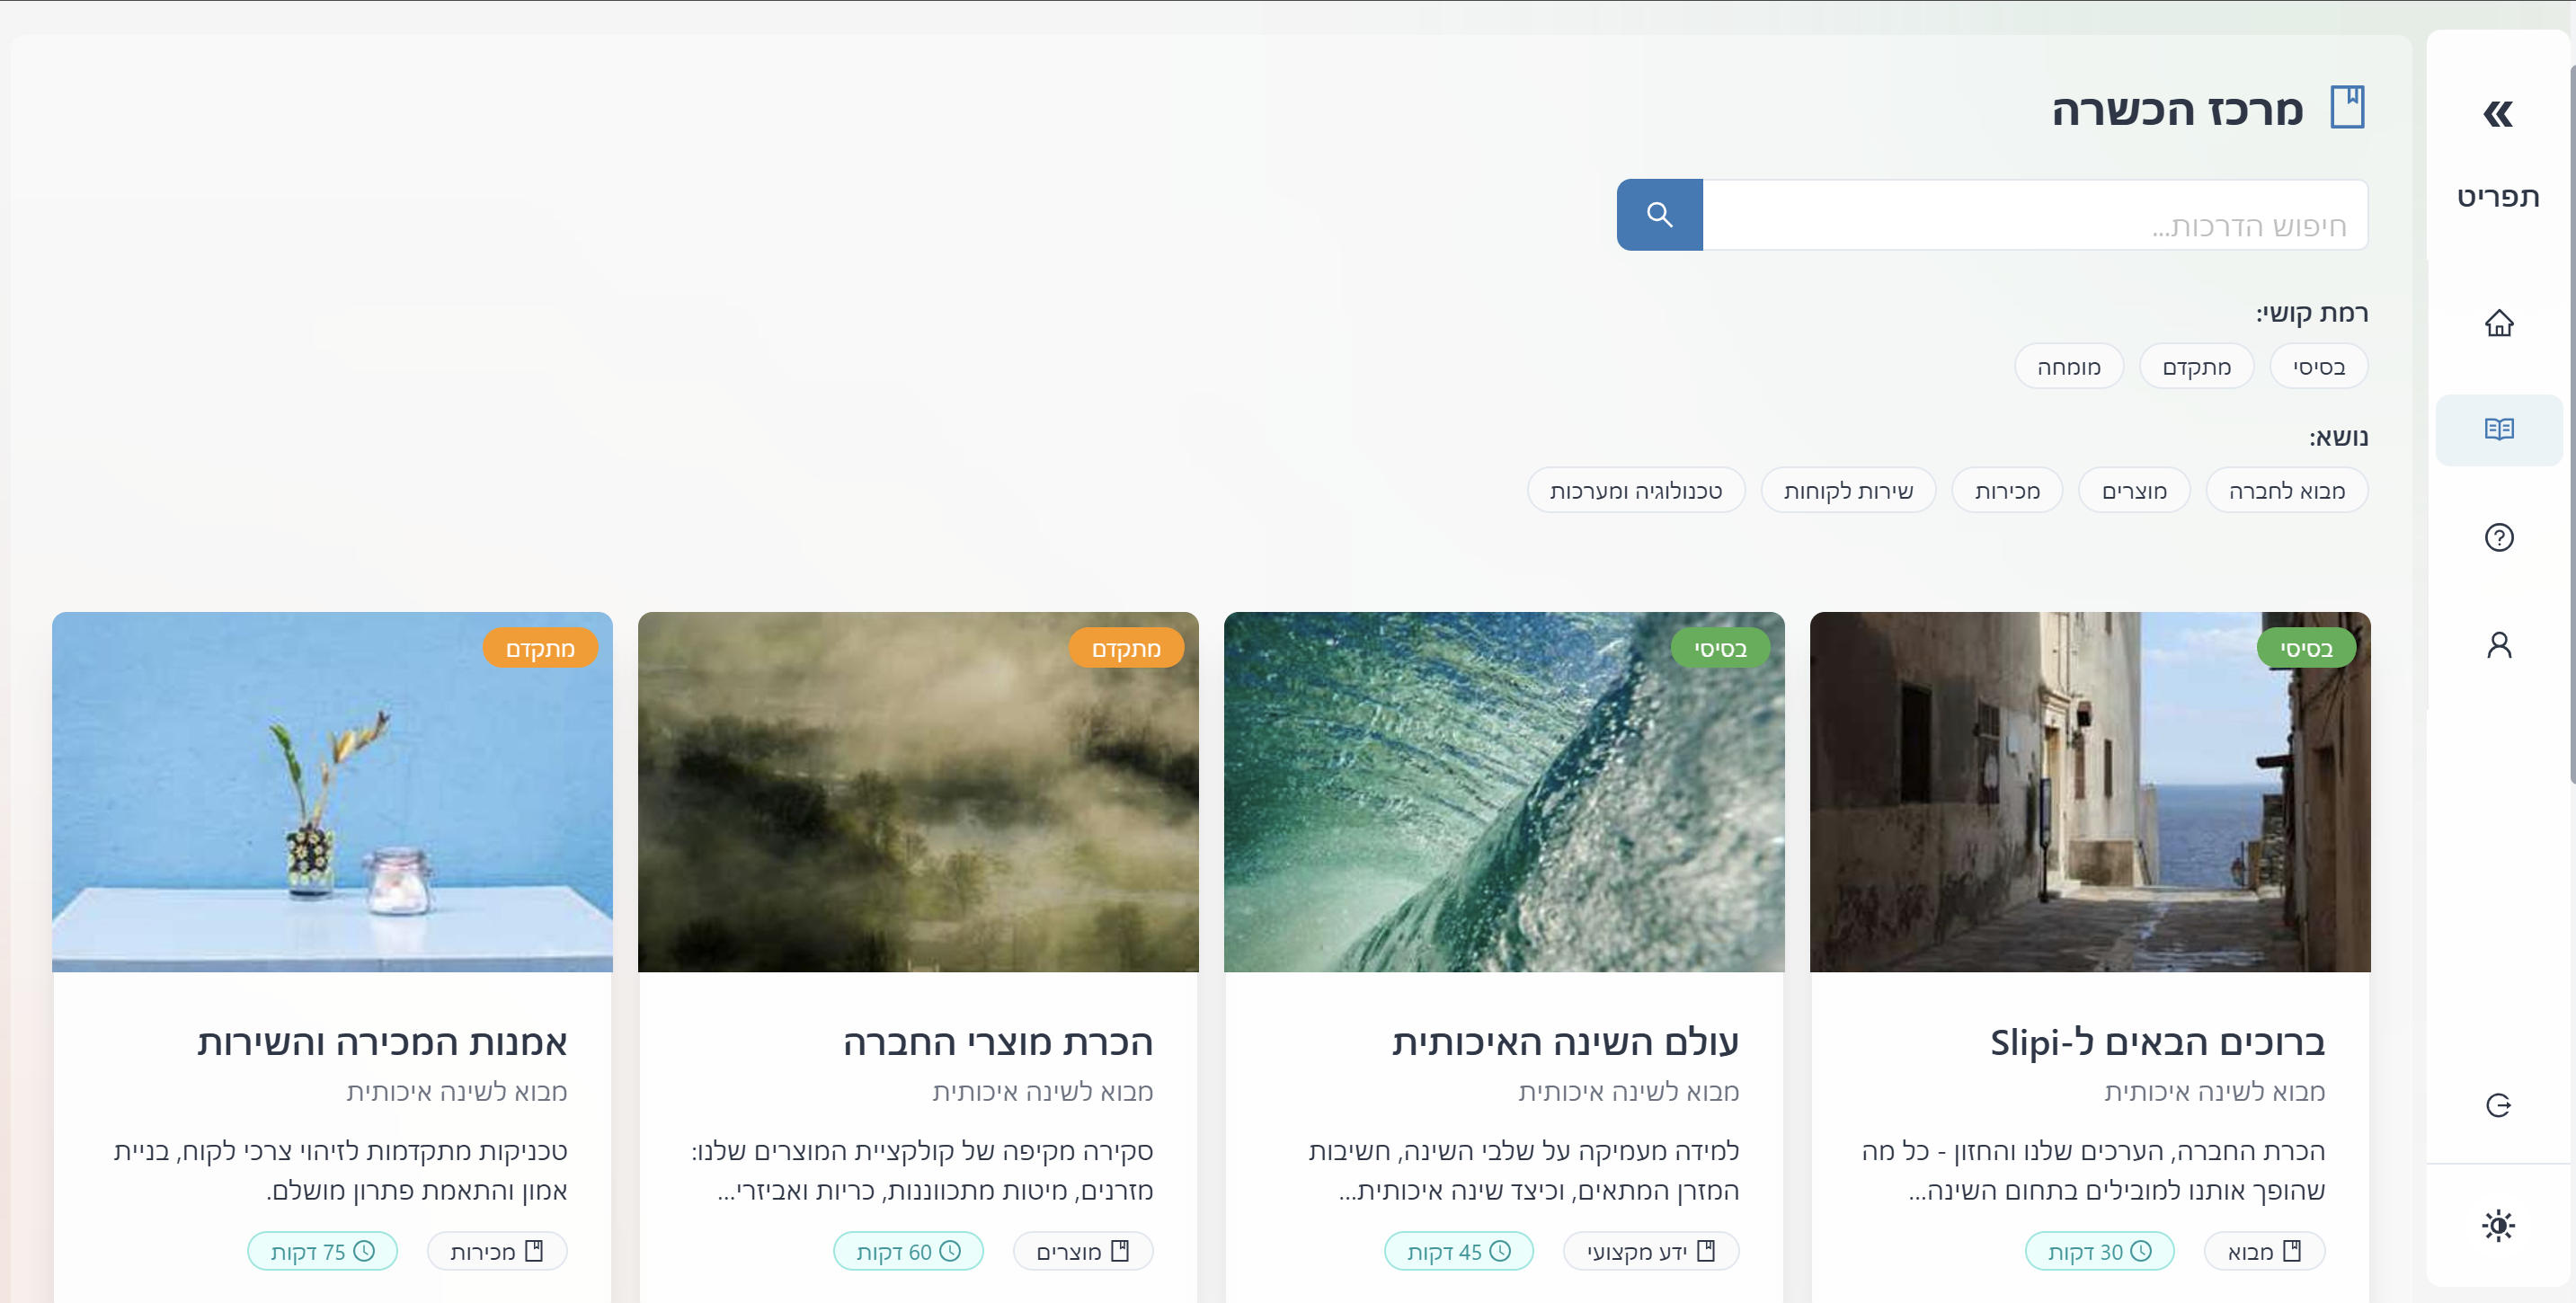 תפריט
מרכז הכשרה
חיפוש הדרכות...
רמת קושי:
בסיסי
מתקדם
מומחה
נושא:
מבוא לחברה
מוצרים
מכירות
שירות לקוחות
טכנולוגיה ומערכות
בסיסי
ברוכים הבאים ל-Slipi
מבוא לשינה איכותית
הכרת החברה, הערכים שלנו והחזון - כל מה
שהופך אותנו למובילים בתחום השינה...
מבוא
30 דקות
בסיסי
עולם השינה האיכותית
מבוא לשינה איכותית
למידה מעמיקה על שלבי השינה, חשיבות
המזרן המתאים, וכיצד שינה איכותית...
ידע מקצועי
45 דקות
מתקדם
הכרת מוצרי החברה
מבוא לשינה איכותית
סקירה מקיפה של קולקציית המוצרים שלנו:
מזרנים, מיטות מתכווננות, כריות ואביזרי...
מוצרים
60 דקות
מתקדם
אמנות המכירה והשירות
מבוא לשינה איכותית
טכניקות מתקדמות לזיהוי צרכי לקוח, בניית
אמון והתאמת פתרון מושלם.
מכירות
75 דקות